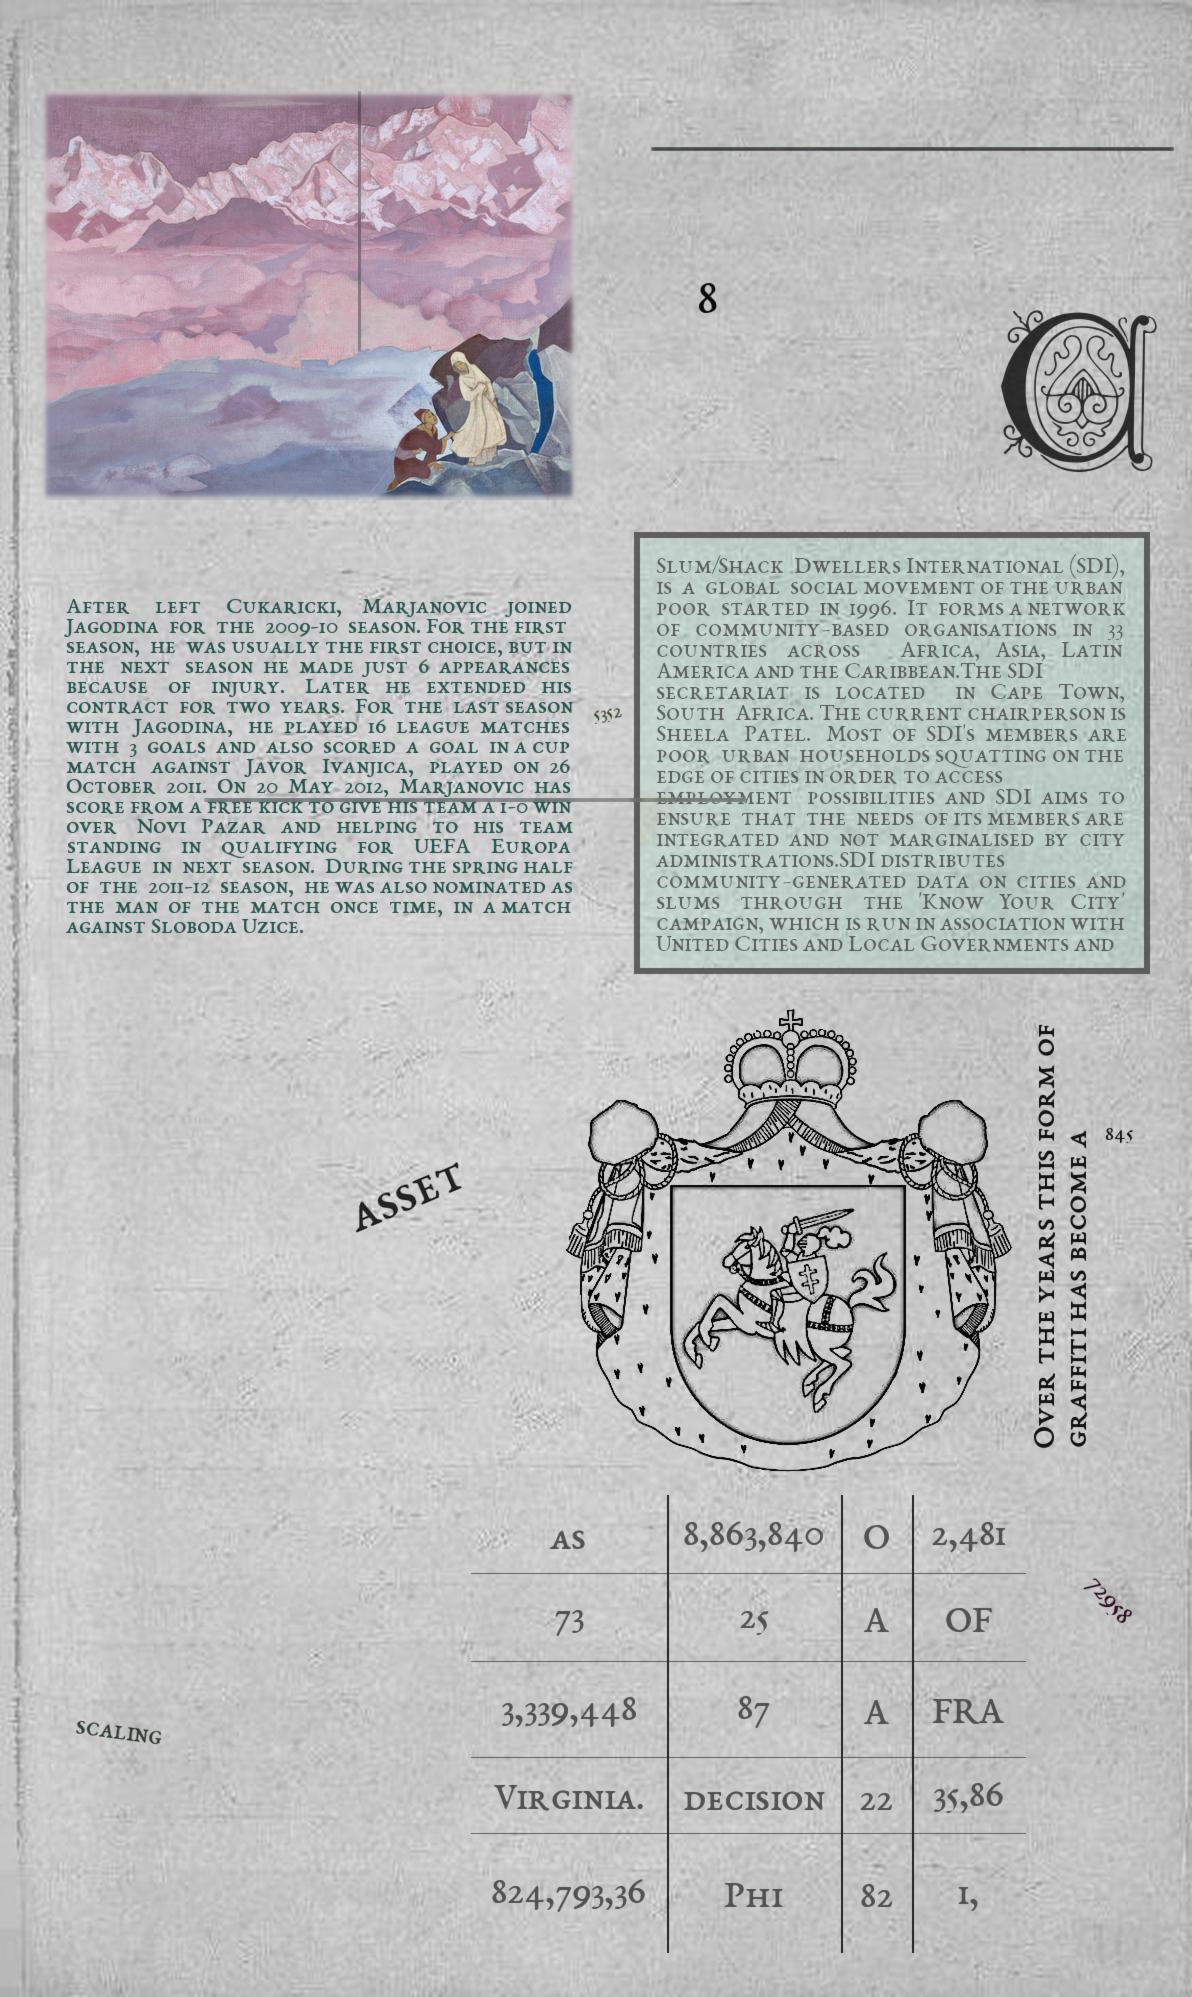 8
a
After left Cukaricki, Marjanovic joined
Jagodina for the 2009-10 season. For the first
season, he was usually the first choice, but in
the next season he made just 6 appearances
because of injury. Later he extended his
contract for two years. For the last season
with Jagodina, he played 16 league matches
with 3 goals and also scored a goal in a cup
match against Javor Ivanjica, played on 26
October 2011. On 20 May 2012, Marjanovic has
score from a free kick to give his team a 1-0 win
over Novi Pazar and helping to his team
standing in qualifying for UEFA Europa
League in next season. During the spring half
of the 2011-12 season, he was also nominated as
the man of the match once time, in a match
against Sloboda Uzice.
5352
Slum/Shack Dwellers International (SDI),
is a global social movement of the urban
poor started in 1996. It forms a network
of community-based organisations in 33
countries across Africa, Asia, Latin
America and the Caribbean.The SDI
secretariat is located in Cape Town,
South Africa. The current chairperson is
Sheela Patel. Most of SDI's members are
poor urban households squatting on the
edge of cities in order to access
employment possibilities and SDI aims to
ensure that the needs of its members are
integrated and not marginalised by city
administrations.SDI distributes
community-generated data on cities and
slums through the 'Know Your City'
campaign, which is run in association with
United Cities and Local Governments and
asset
Over the years this form of
graffiti has become a
845
as 8,863,840 O 2,481
73 25 A OF
3,339,448 87 A FRA
Virginia. decision 22 35,86
824,793,36 Phi 82 1,
72958
scaling